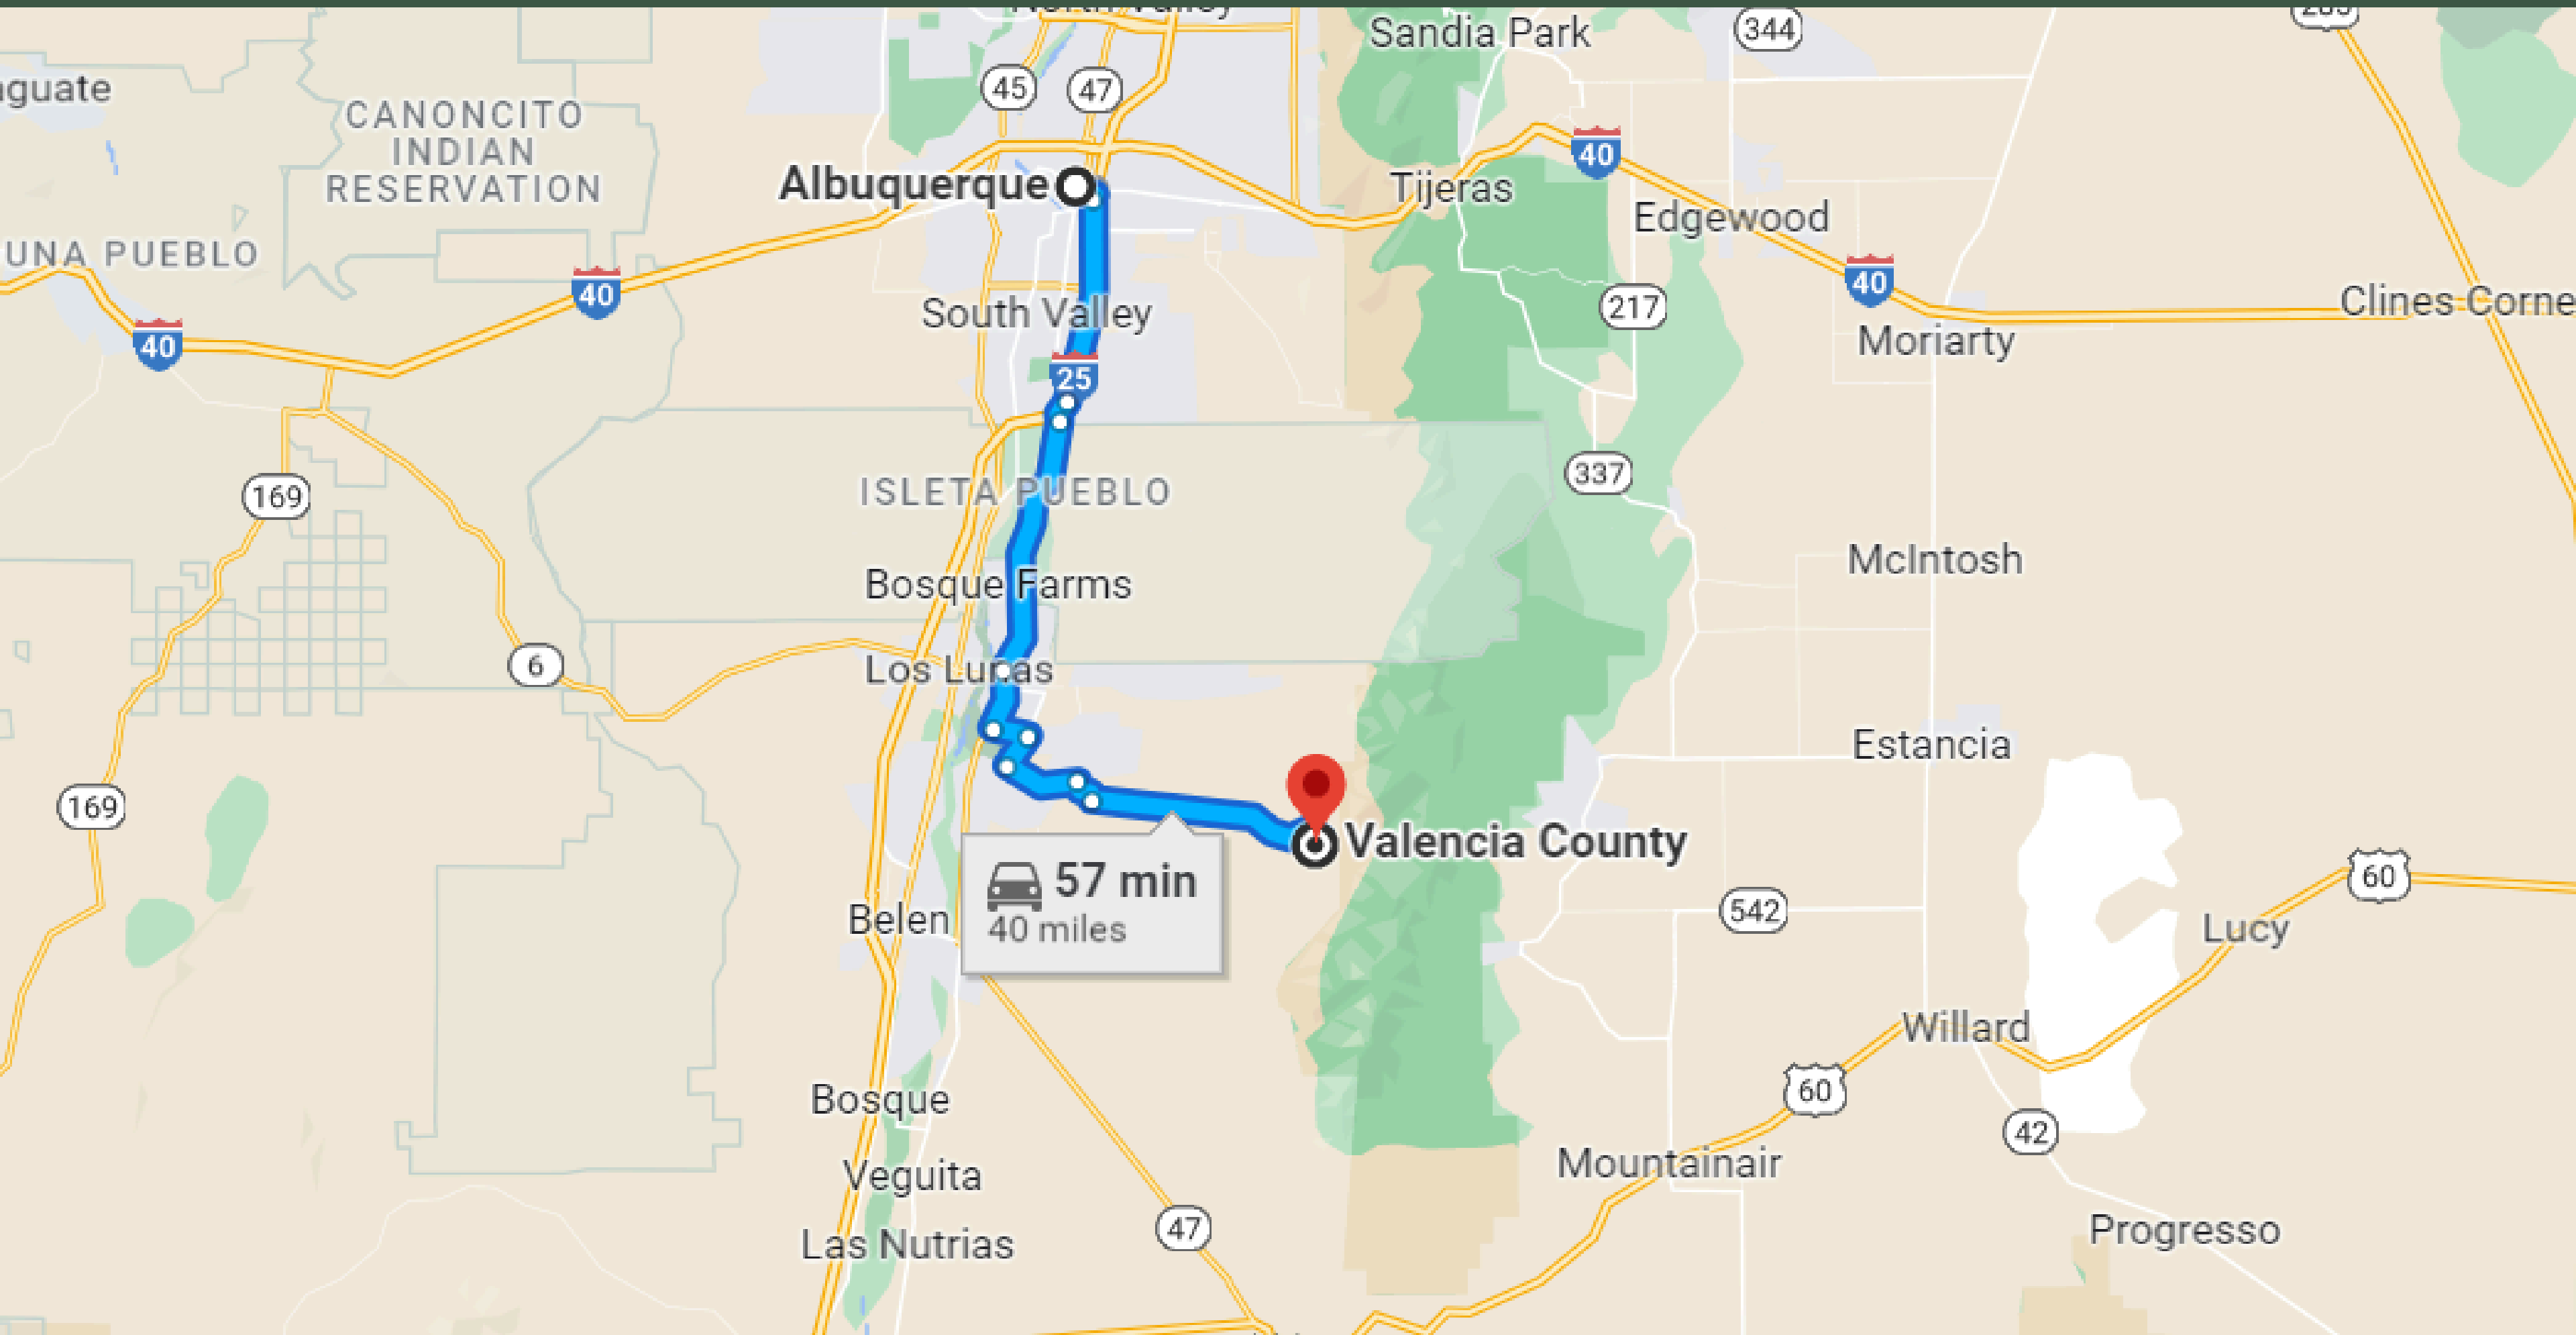 Sandia Park
344
aguate
45
47
CANONCITO
INDIAN
RESERVATION
40
Albuquerque
Tijeras
Edgewood
UNA PUEBLO
40
40
217
Clines Corne
South Valley
40
Moriarty
25
337
169
ISLETA PUEBLO
McIntosh
Bosque Farms
6
Los Lunas
Estancia
169
Valencia County
57 min
40 miles
60
542
Belen
Lucy
Willard
60
Bosque
42
Mountainair
Veguita
47
Progresso
Las Nutrias